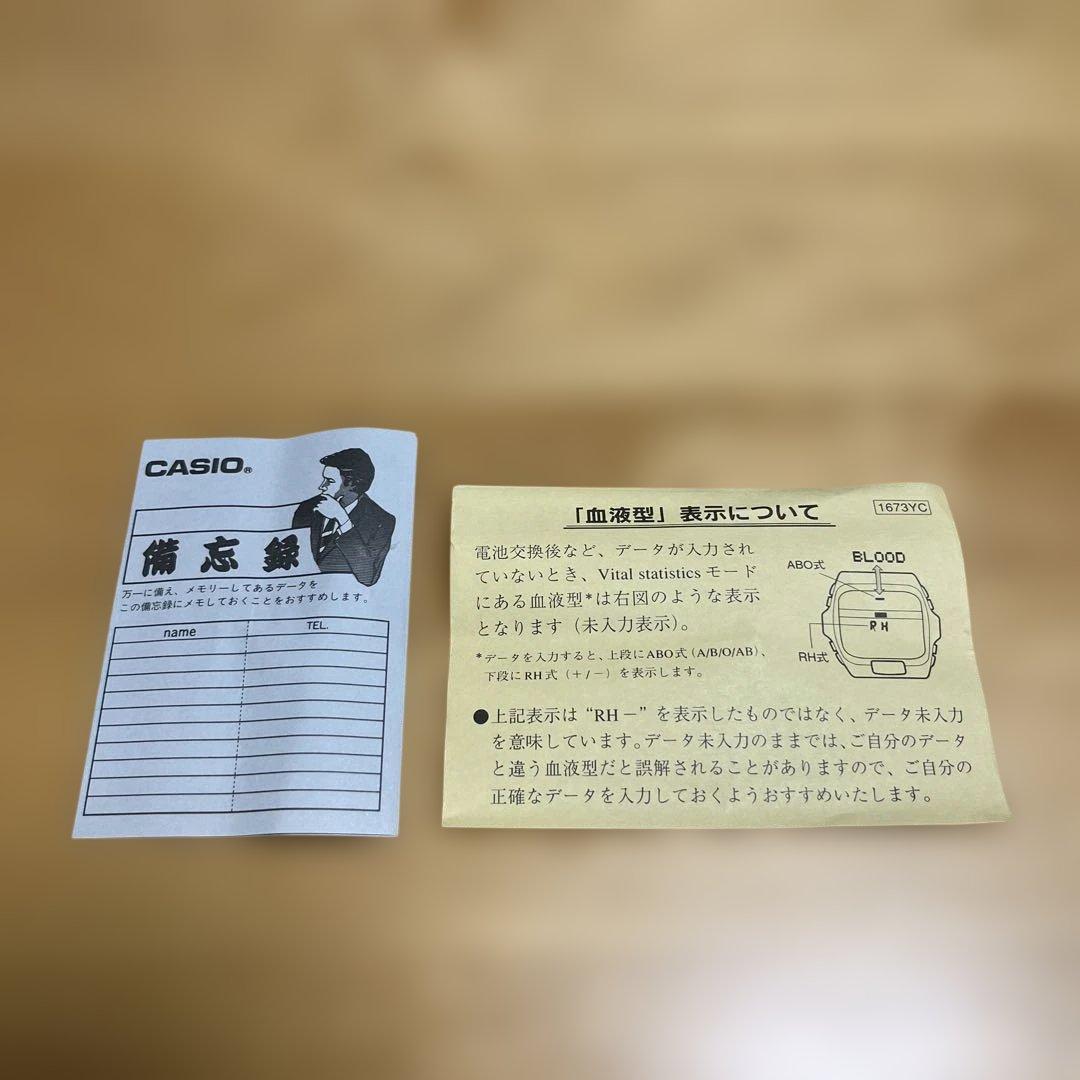 CASIO®
備忘録
万一に備え、メモリーしてあるデータを
この備忘録にメモしておくことをおすすめします。
name TEL.
「血液型」表示について
1673YC
電池交換後など、データが入力され
ていないとき、Vital statistics モード
にある血液型*は右図のような表示
となります（未入力表示）。
*データを入力すると、上段にABO式（A/B/O/AB）、
下段にRH式（＋/－）を表示します。
BLOOD
ABO式
RH
RH式
●上記表示は“RH－”を表示したものではなく、データ未入力
を意味しています。データ未入力のままでは、ご自分のデータ
と違う血液型だと誤解されることがありますので、ご自分の
正確なデータを入力しておくようおすすめいたします。